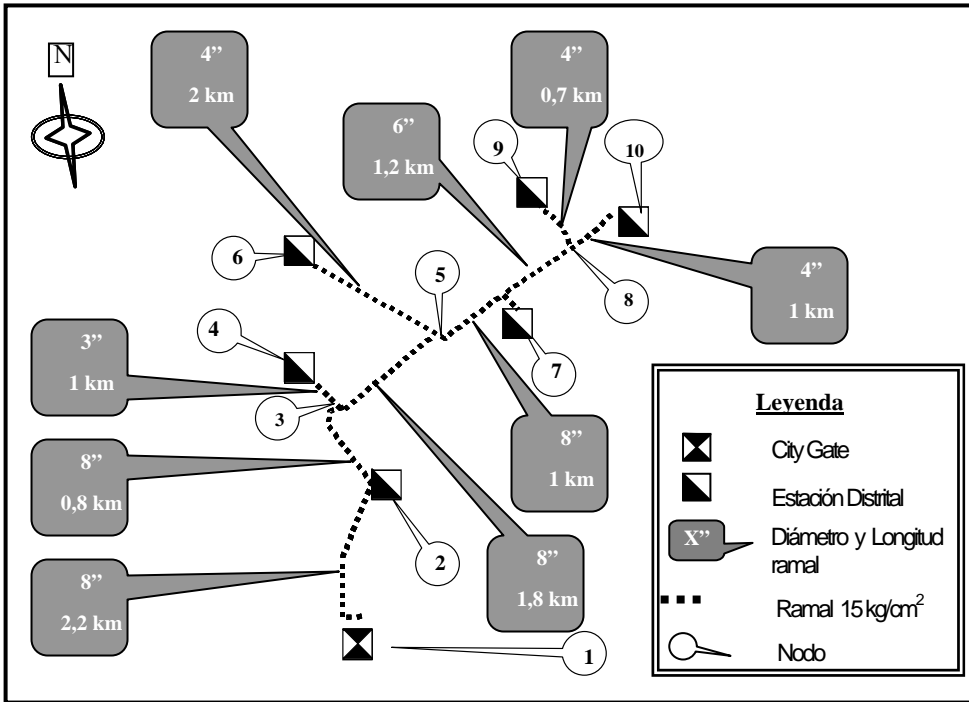 N
4”
2 km
4”
0,7 km
6”
1,2 km
9
10
6
5
8
4”
1 km
4
7
3”
1 km
3
8”
1 km
8”
0,8 km
2
8”
1,8 km
8”
2,2 km
1
Leyenda
City Gate
Estación Distrital
X”
Diámetro y Longitud
ramal
Ramal 15 kg/cm²
Nodo